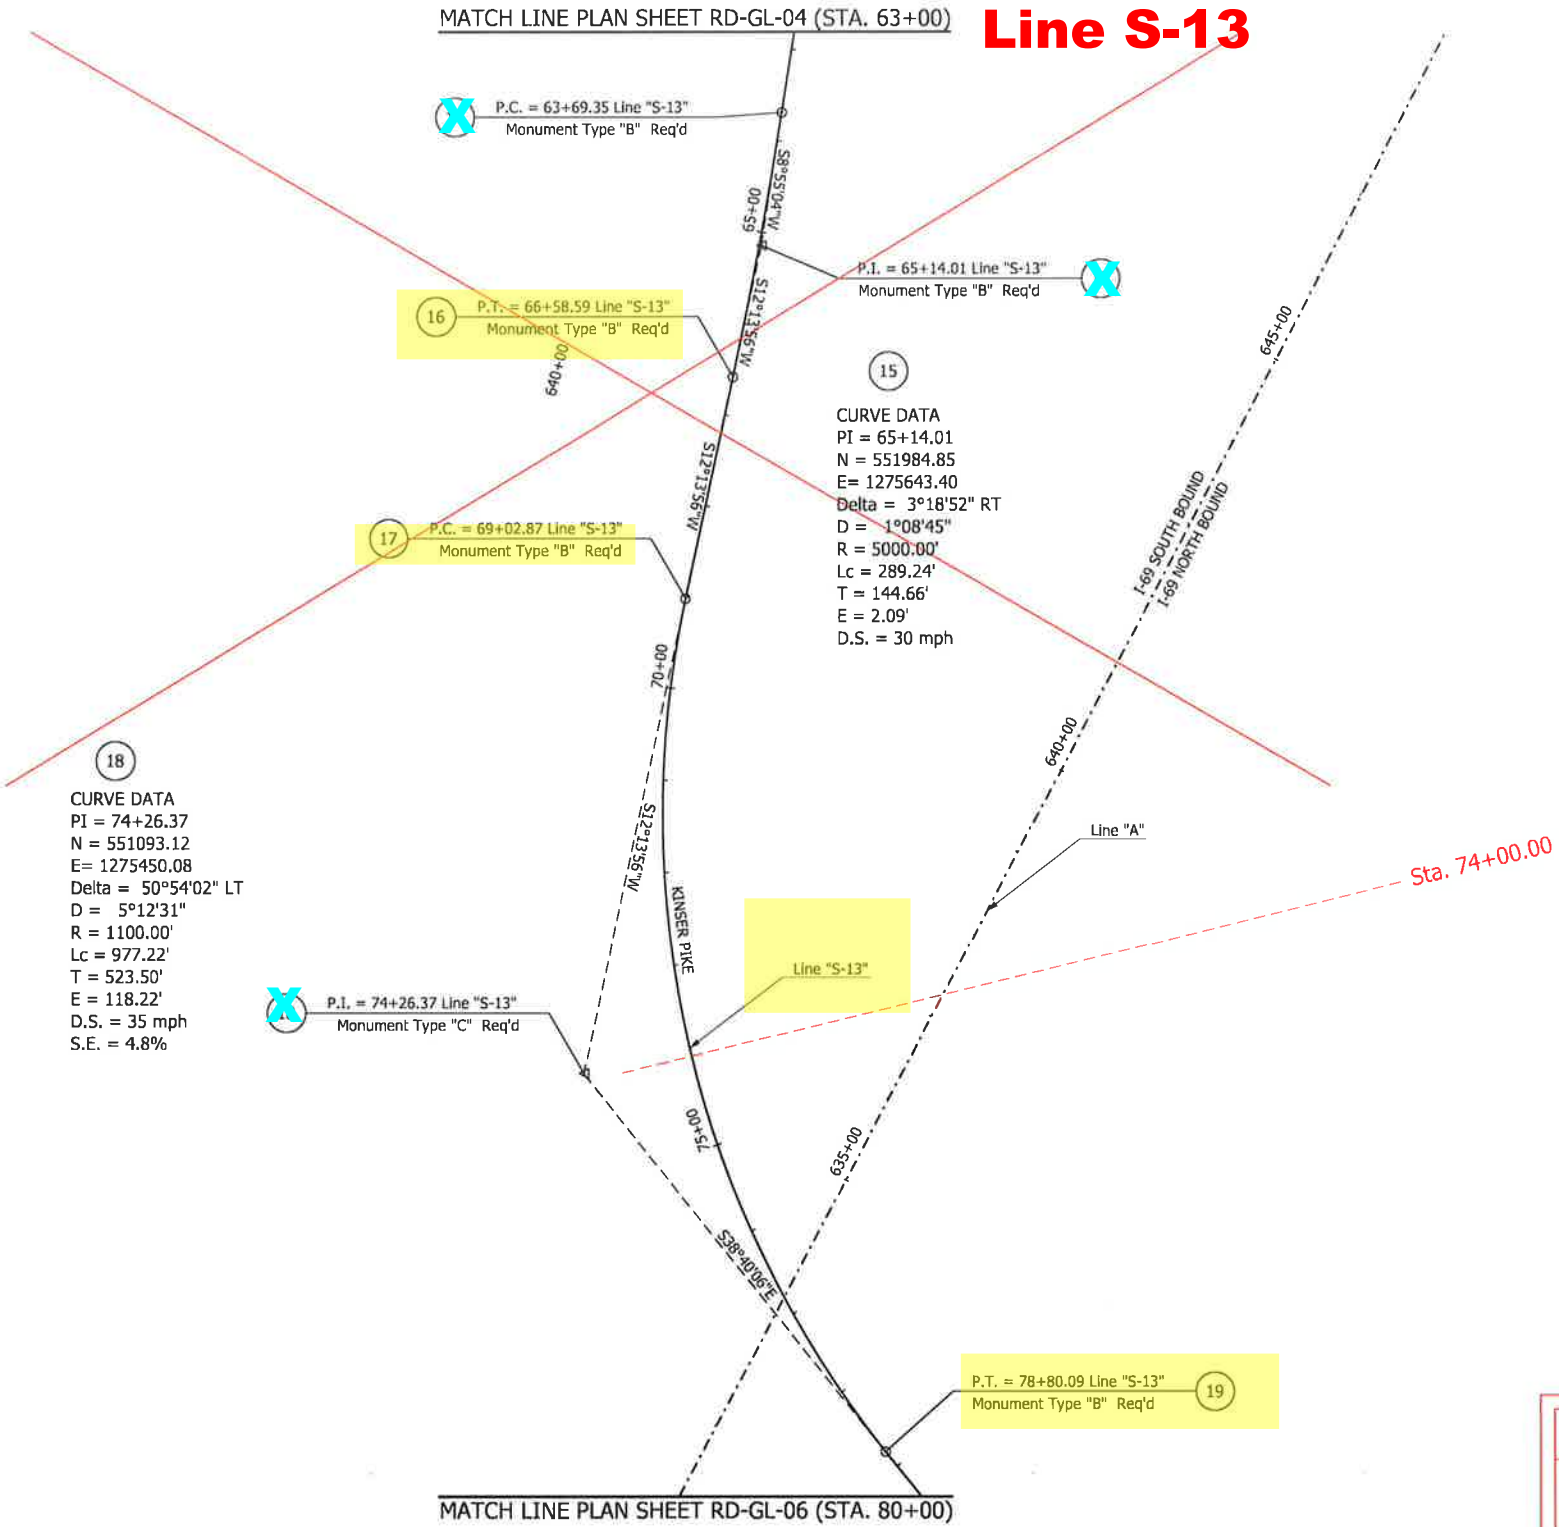 MATCH LINE PLAN SHEET RD-GL-04 (STA. 63+00)
Line S-13
X
P.C. = 63+69.35 Line "S-13"
Monument Type "B" Req'd
S8°55'04"W
65+00
P.I. = 65+14.01 Line "S-13"
Monument Type "B" Req'd
X
S12°13'56"W
16
P.T. = 66+58.59 Line "S-13"
Monument Type "B" Req'd
640+00
645+00
15
CURVE DATA
PI = 65+14.01
N = 551984.85
E= 1275643.40
Delta = 3°18'52" RT
D = 1°08'45"
R = 5000.00'
Lc = 289.24'
T = 144.66'
E = 2.09'
D.S. = 30 mph
S12°13'56"W
I-69 SOUTH BOUND
I-69 NORTH BOUND
17
P.C. = 69+02.87 Line "S-13"
Monument Type "B" Req'd
70+00
640+00
18
CURVE DATA
PI = 74+26.37
N = 551093.12
E= 1275450.08
Delta = 50°54'02" LT
D = 5°12'31"
R = 1100.00'
Lc = 977.22'
T = 523.50'
E = 118.22'
D.S. = 35 mph
S.E. = 4.8%
S12°13'56"W
KINSER PIKE
Line "A"
Sta. 74+00.00
Line "S-13"
X
P.I. = 74+26.37 Line "S-13"
Monument Type "C" Req'd
75+00
635+00
S38°40'06"E
P.T. = 78+80.09 Line "S-13"
Monument Type "B" Req'd
19
MATCH LINE PLAN SHEET RD-GL-06 (STA. 80+00)